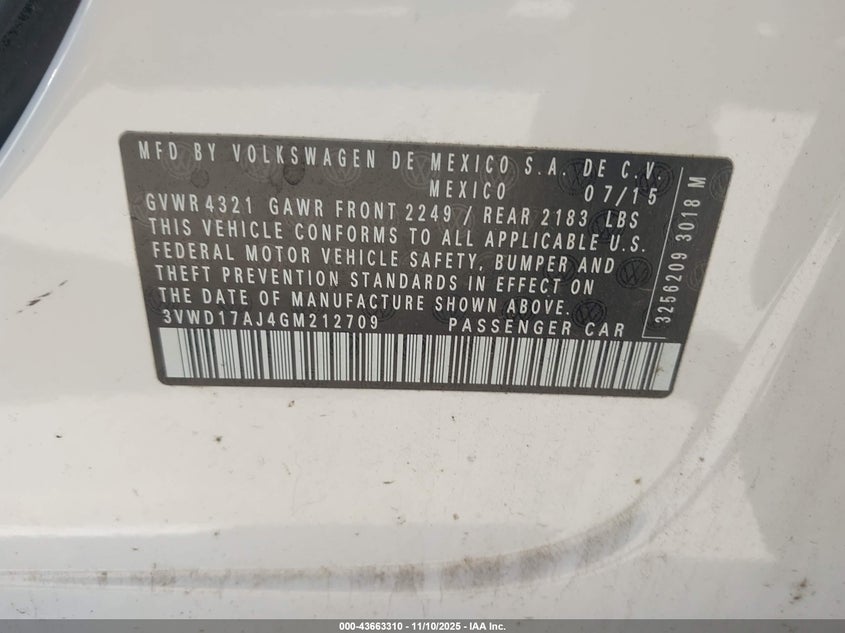 MFD BY VOLKSWAGEN DE MEXICO S.A. DE C.V.
MEXICO 07/15
GVWR 4321 GAWR FRONT 2249 / REAR 2183 LBS
THIS VEHICLE CONFORMS TO ALL APPLICABLE U.S.
FEDERAL MOTOR VEHICLE SAFETY, BUMPER AND
THEFT PREVENTION STANDARDS IN EFFECT ON
THE DATE OF MANUFACTURE SHOWN ABOVE.
3VWD17AJ4GM212709 PASSENGER CAR
3256209 3018 M
000-43663310 - 11/10/2025 - IAA Inc.